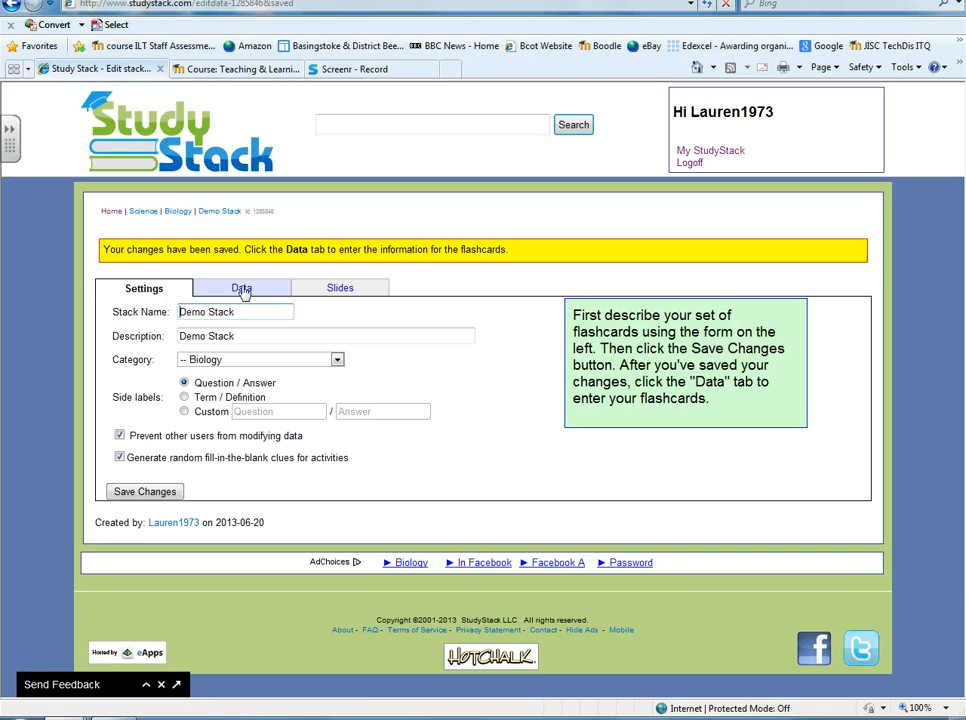 http://www.studystack.com/editdata-1285846&saved
Bing
Convert
Select
Favorites
course ILT Staff Assessme...
Amazon
Basingstoke & District Bee...
BBC News - Home
Bcot Website
Boodle
eBay
Edexcel - Awarding organi...
Google
JISC TechDis ITQ
Study Stack - Edit stack...
Course: Teaching & Learni...
Screenr - Record
Page
Safety
Tools
Study Stack
Search
Hi Lauren1973
My StudyStack
Logoff
Home | Science | Biology | Demo Stack id: 1285846
Your changes have been saved. Click the Data tab to enter the information for the flashcards.
Settings
Data
Slides
Stack Name: Demo Stack
Description: Demo Stack
Category: -- Biology
Side labels:
Question / Answer
Term / Definition
Custom Question / Answer
Prevent other users from modifying data
Generate random fill-in-the-blank clues for activities
Save Changes
First describe your set of
flashcards using the form on the
left. Then click the Save Changes
button. After you've saved your
changes, click the "Data" tab to
enter your flashcards.
Created by: Lauren1973 on 2013-06-20
AdChoices
► Biology
► In Facebook
► Facebook A
► Password
Copyright ©2001-2013 StudyStack LLC All rights reserved.
About - FAQ - Terms of Service - Privacy Statement - Contact - Hide Ads - Mobile
Hosted by eApps
HOTCHALK
Send Feedback
Internet | Protected Mode: Off
100%